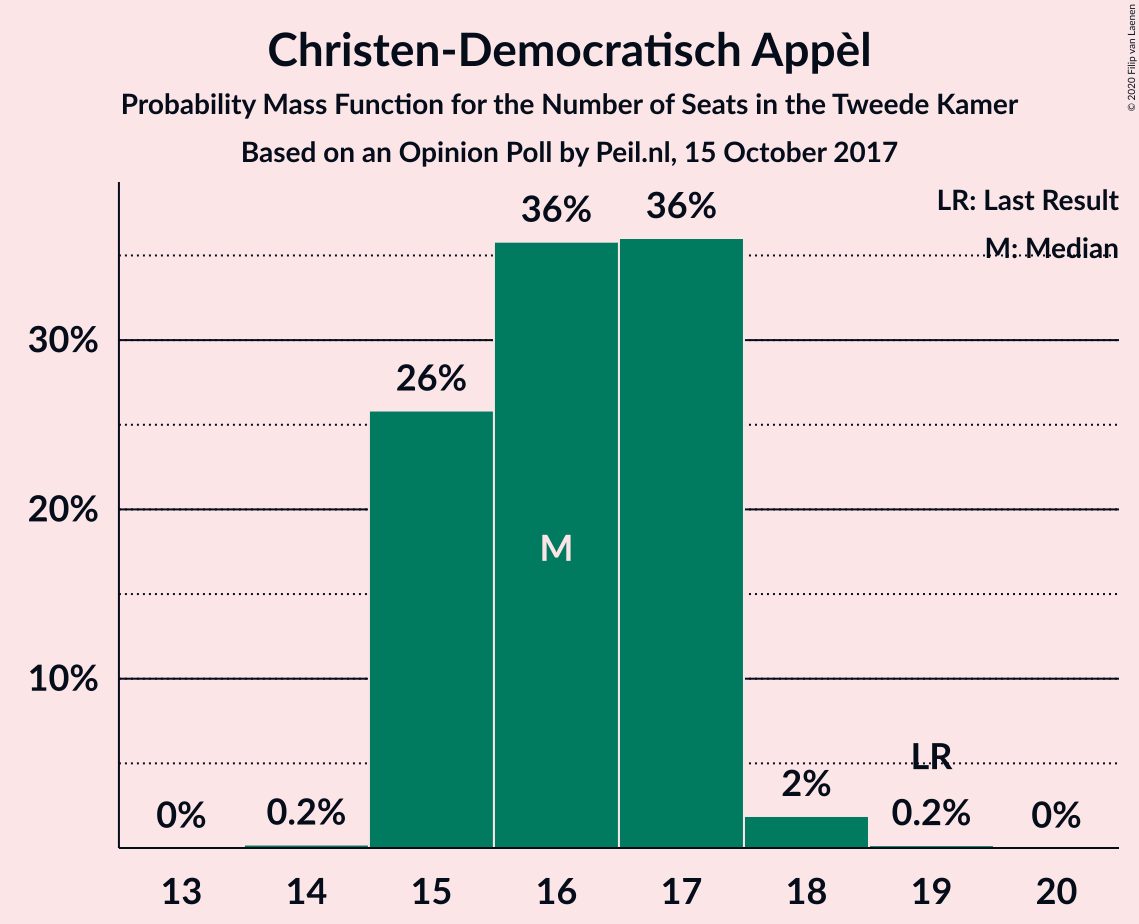 Christen-Democratisch Appèl
Probability Mass Function for the Number of Seats in the Tweede Kamer
Based on an Opinion Poll by Peil.nl, 15 October 2017
© 2020 Filip van Laenen
LR: Last Result
M: Median
36%
36%
30%
26%
20%
M
10%
LR
0%
0.2%
2%
0.2%
0%
13
14
15
16
17
18
19
20